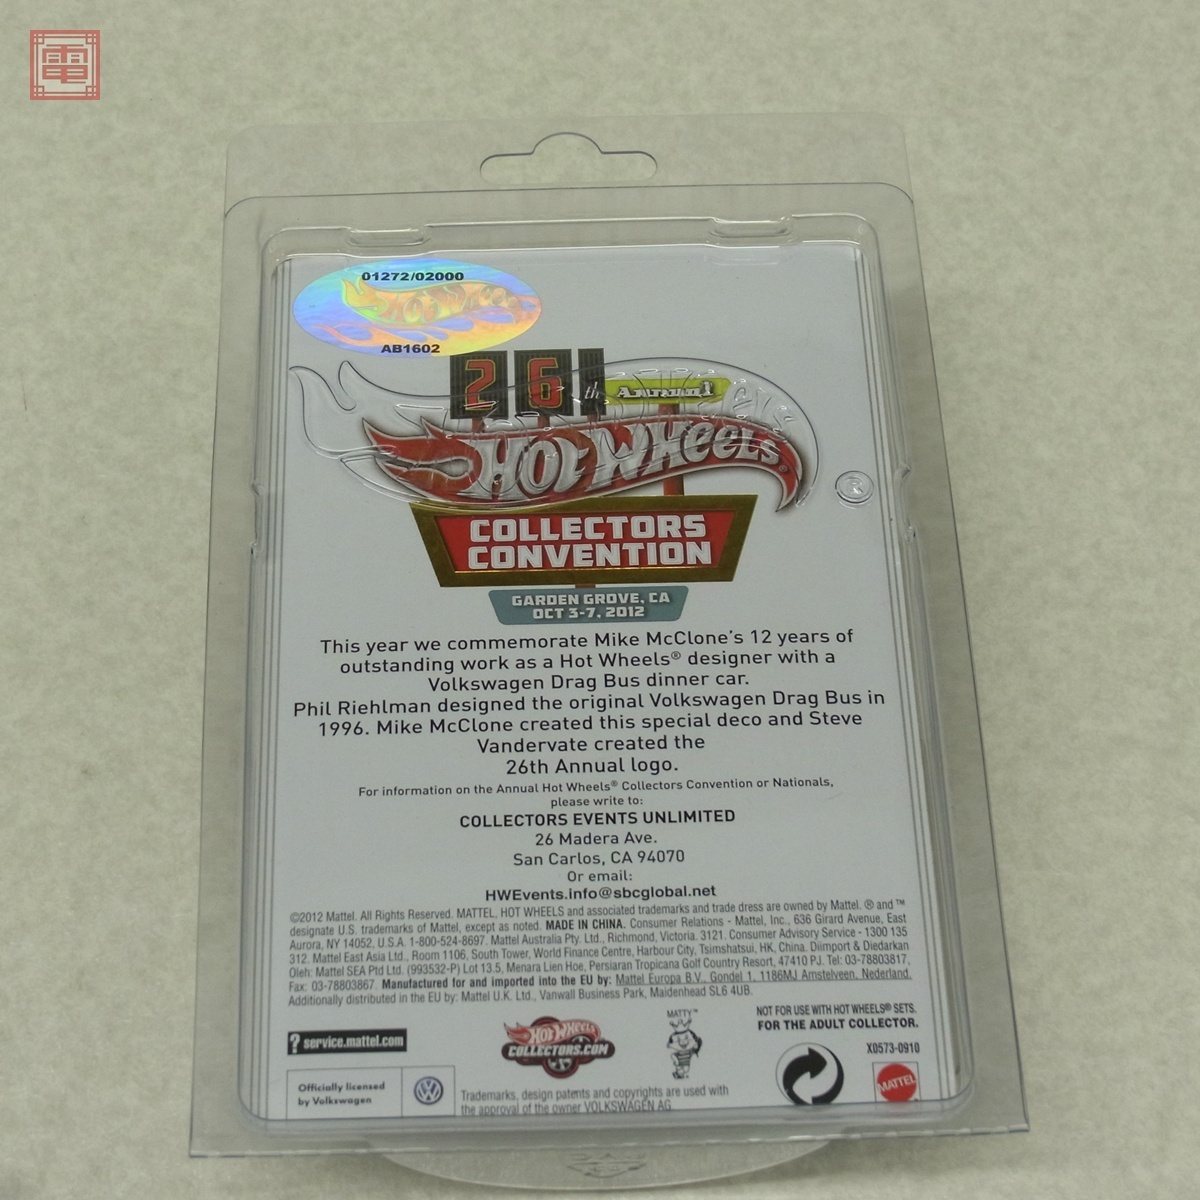 電
01272/02000
Hot Wheels
AB1602
26th Annual
HOT WHEELS®
COLLECTORS
CONVENTION
GARDEN GROVE, CA
OCT 3-7, 2012
This year we commemorate Mike McClone's 12 years of
outstanding work as a Hot Wheels® designer with a
Volkswagen Drag Bus dinner car.
Phil Riehlman designed the original Volkswagen Drag Bus in
1996. Mike McClone created this special deco and Steve
Vandervate created the
26th Annual logo.
For information on the Annual Hot Wheels® Collectors Convention or Nationals,
please write to:
COLLECTORS EVENTS UNLIMITED
26 Madera Ave.
San Carlos, CA 94070
Or email:
HWEvents.info@sbcglobal.net
©2012 Mattel. All Rights Reserved. MATTEL, HOT WHEELS and associated trademarks and trade dress are owned by Mattel. ® and ™
designate U.S. trademarks of Mattel, except as noted. MADE IN CHINA. Consumer Relations - Mattel, Inc., 636 Girard Avenue, East
Aurora, NY 14052, U.S.A. 1-800-524-8697. Mattel Australia Pty. Ltd., Richmond, Victoria. 3121. Consumer Advisory Service - 1300 135
312. Mattel East Asia Ltd., Room 1106, South Tower, World Finance Centre, Harbour City, Tsimshatsui, HK, China. Diimport & Diedarkan
Oleh: Mattel SEA Ptd Ltd. (993532-P) Lot 13.5, Menara Lien Hoe, Persiaran Tropicana Golf Country Resort, 47410 PJ. Tel: 03-78803817,
Fax: 03-78803867. Manufactured for and imported into the EU by: Mattel Europa B.V., Gondel 1, 1186MJ Amstelveen, Nederland.
Additionally distributed in the EU by: Mattel U.K. Ltd., Vanwall Business Park, Maidenhead SL6 4UB.
? service.mattel.com
HOT WHEELS
COLLECTORS.COM
MATTY™
NOT FOR USE WITH HOT WHEELS® SETS.
FOR THE ADULT COLLECTOR.
X0573-0910
Officially licensed
by Volkswagen
Trademarks, design patents and copyrights are used with
the approval of the owner VOLKSWAGEN AG.
MATTEL